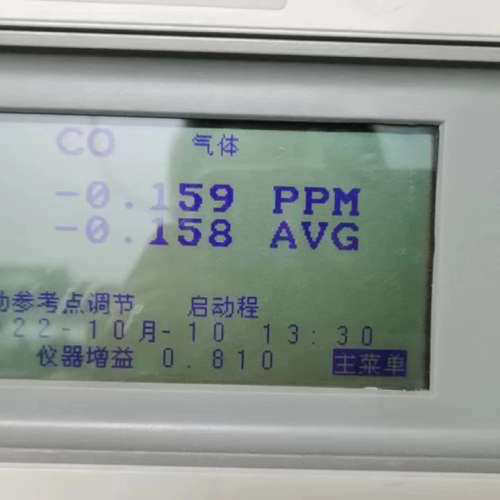 CO 气体
-0.159 PPM
-0.158 AVG
动参考点调节 启动程
22-10月-10 13:30
仪器增益 0.810 主菜单